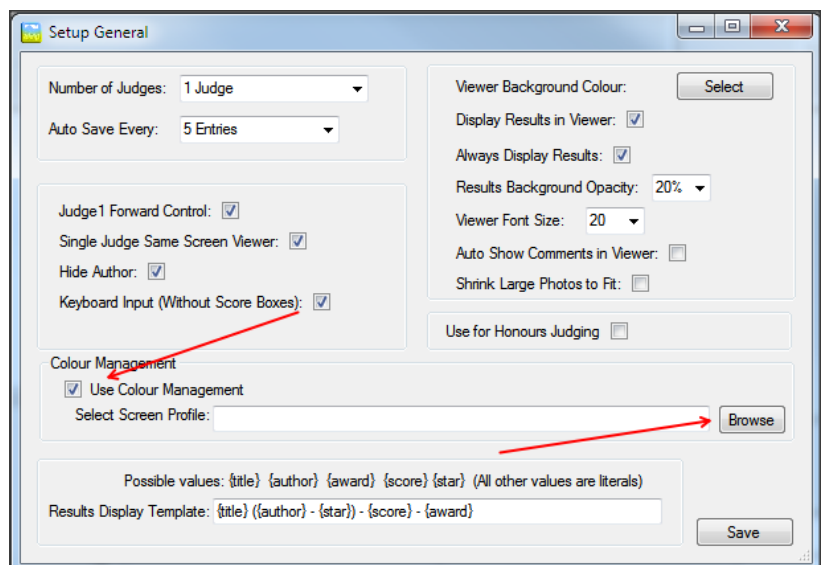 Setup General
Number of Judges: 1 Judge
Auto Save Every: 5 Entries
Viewer Background Colour: Select
Display Results in Viewer:
Always Display Results:
Results Background Opacity: 20%
Viewer Font Size: 20
Auto Show Comments in Viewer:
Shrink Large Photos to Fit:
Judge1 Forward Control:
Single Judge Same Screen Viewer:
Hide Author:
Keyboard Input (Without Score Boxes):
Use for Honours Judging
Colour Management
Use Colour Management
Select Screen Profile: Browse
Possible values: {title} {author} {award} {score} {star} (All other values are literals)
Results Display Template: {title} ({author} - {star}) - {score} - {award}
Save